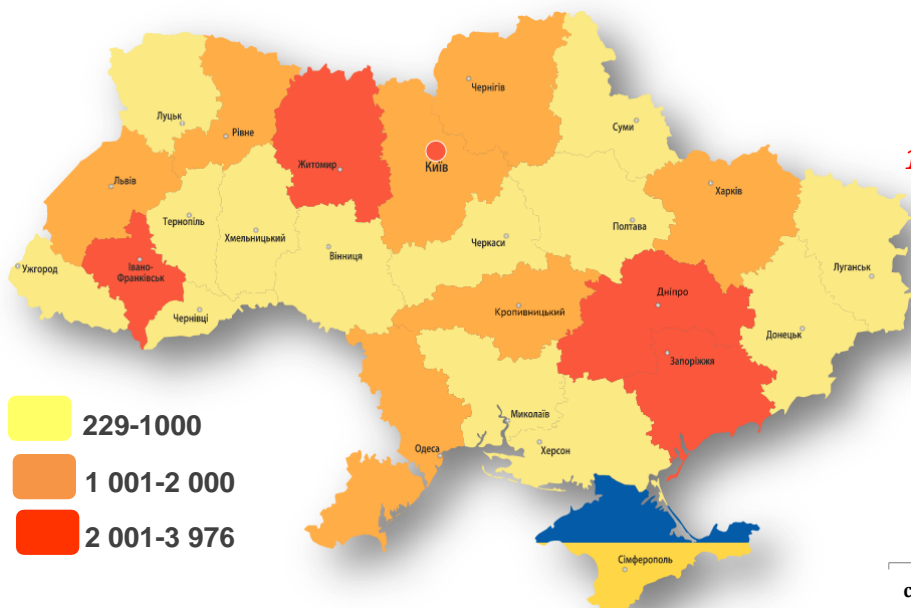 Чернігів
Луцьк
Рівне
Суми
Житомир
Київ
1
Львів
Харків
Тернопіль
Хмельницький
Полтава
Черкаси
Вінниця
Ужгород
Івано-
Франківськ
Луганськ
Дніпро
Кропивницький
Чернівці
Донецьк
Запоріжжя
229-1000
Миколаїв
Одеса
Херсон
1 001-2 000
2 001-3 976
Сімферополь
с